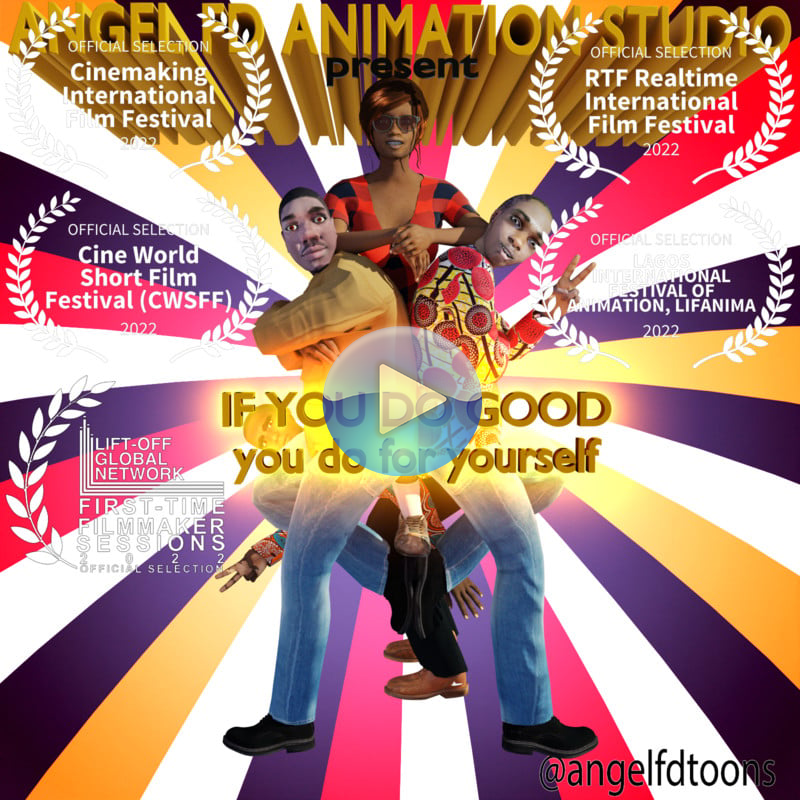 ANGEL FD ANIMATION STUDIO
present
OFFICIAL SELECTION
Cinemaking
International
Film Festival
2022
OFFICIAL SELECTION
RTF Realtime
International
Film Festival
2022
OFFICIAL SELECTION
Cine World
Short Film
Festival (CWSFF)
2022
OFFICIAL SELECTION
LAGOS
INTERNATIONAL
FESTIVAL OF
ANIMATION, LIFANIMA
2022
IF YOU DO GOOD
you do for yourself
LIFT-OFF
GLOBAL
NETWORK
FIRST-TIME
FILMMAKER
SESSIONS
2022
OFFICIAL SELECTION
@angelfdtoons